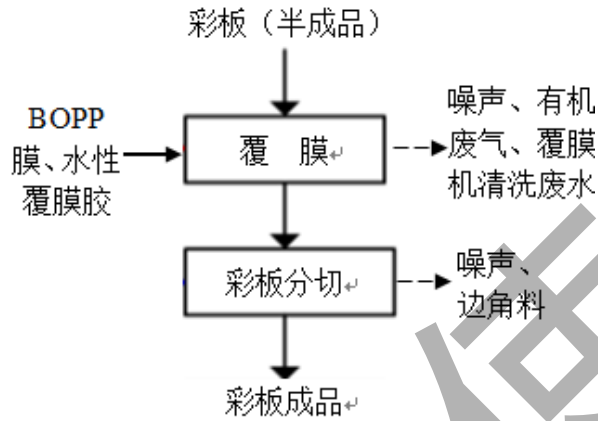 彩板（半成品）
BOPP
膜、水性
覆膜胶
覆 膜
噪声、有机
废气、覆膜
机清洗废水
彩板分切
噪声、
边角料
彩板成品